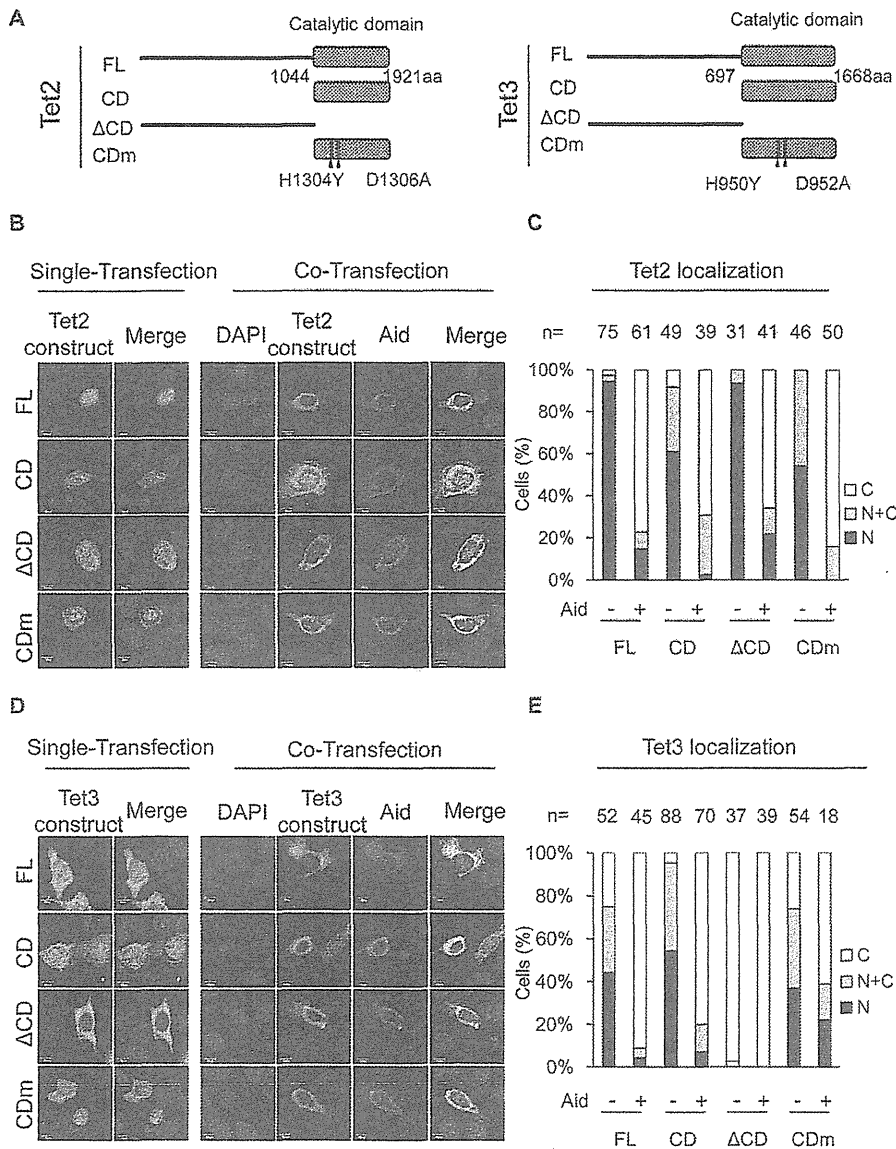 A
Catalytic domain
Tet2
FL
1044
1921aa
CD
ΔCD
CDm
H1304Y
D1306A
Catalytic domain
Tet3
FL
697
1668aa
CD
ΔCD
CDm
H950Y
D952A
B
Single-Transfection
Co-Transfection
Tet2 construct
Merge
DAPI
Tet2 construct
Aid
Merge
FL
CD
ΔCD
CDm
C
Tet2 localization
n= 75 61 49 39 31 41 46 50
Cells (%)
100%
80%
60%
40%
20%
0%
C
N+C
N
Aid - + - + - + - +
FL CD ΔCD CDm
D
Single-Transfection
Co-Transfection
Tet3 construct
Merge
DAPI
Tet3 construct
Aid
Merge
FL
CD
ΔCD
CDm
E
Tet3 localization
n= 52 45 88 70 37 39 54 18
Cells (%)
100%
80%
60%
40%
20%
0%
C
N+C
N
Aid - + - + - + - +
FL CD ΔCD CDm